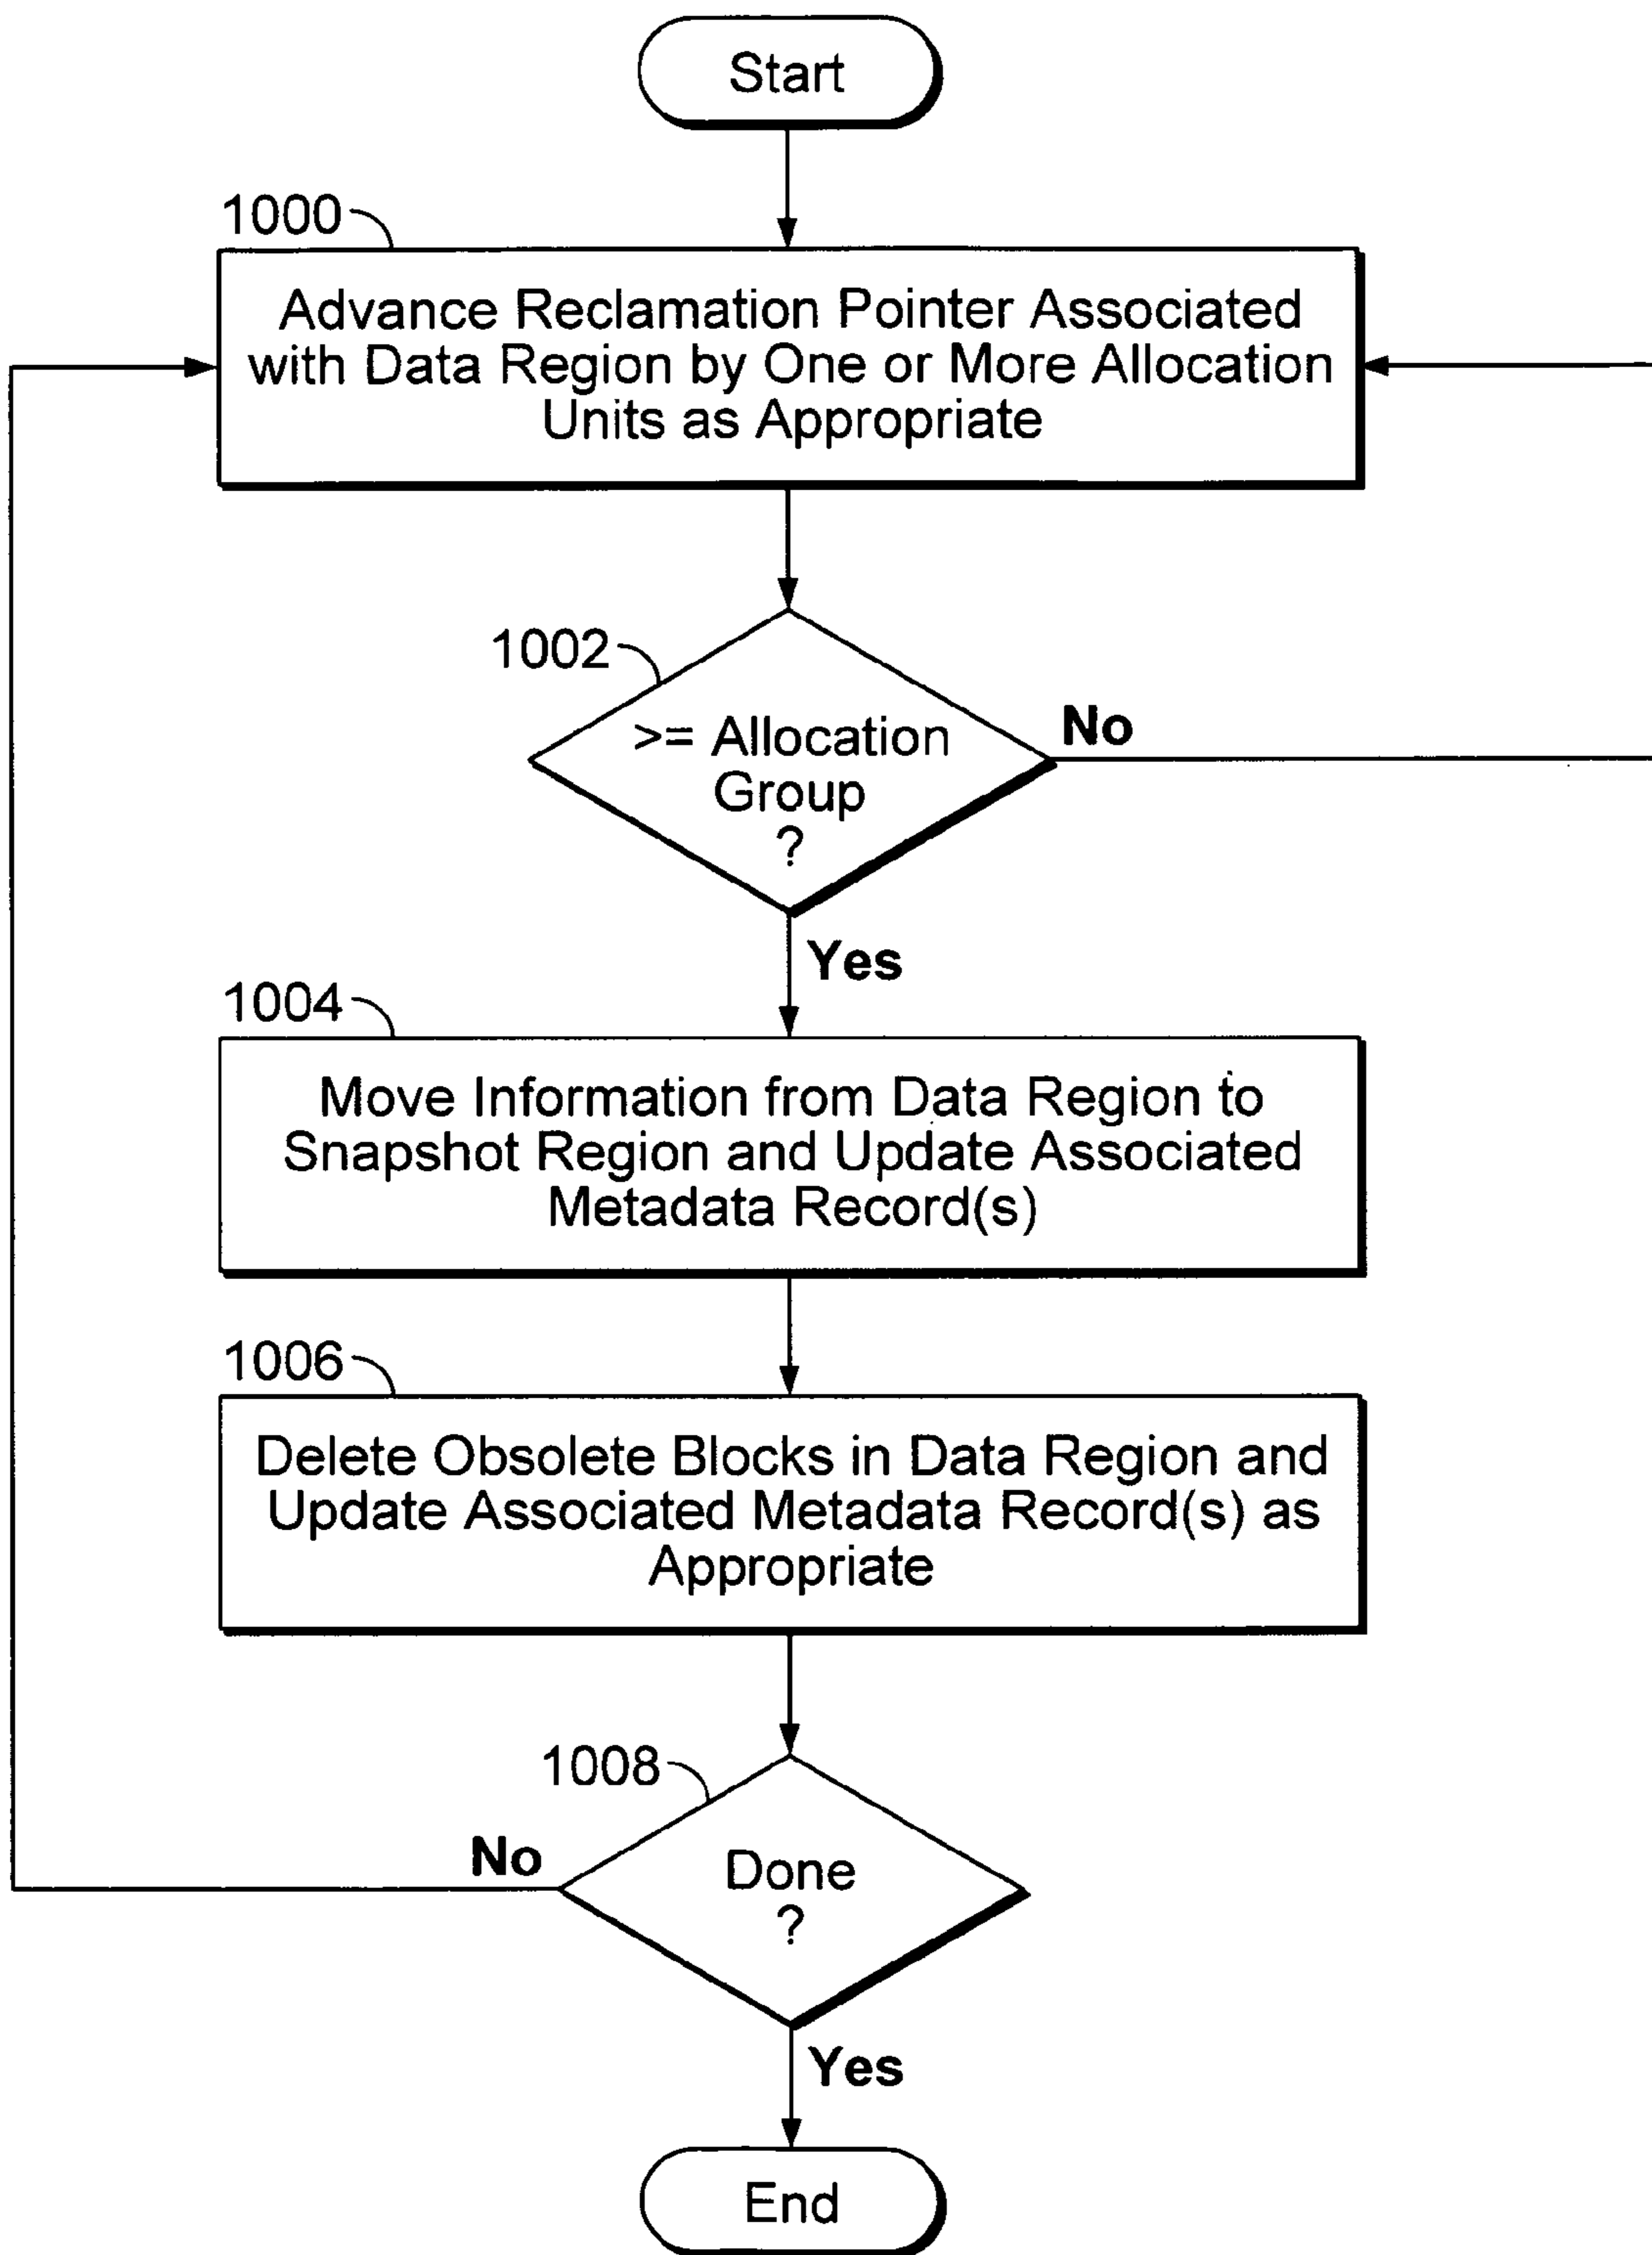 Start
1000
Advance Reclamation Pointer Associated
with Data Region by One or More Allocation
Units as Appropriate
1002
>= Allocation
Group
?
No
Yes
1004
Move Information from Data Region to
Snapshot Region and Update Associated
Metadata Record(s)
1006
Delete Obsolete Blocks in Data Region and
Update Associated Metadata Record(s) as
Appropriate
1008
No
Done
?
Yes
End